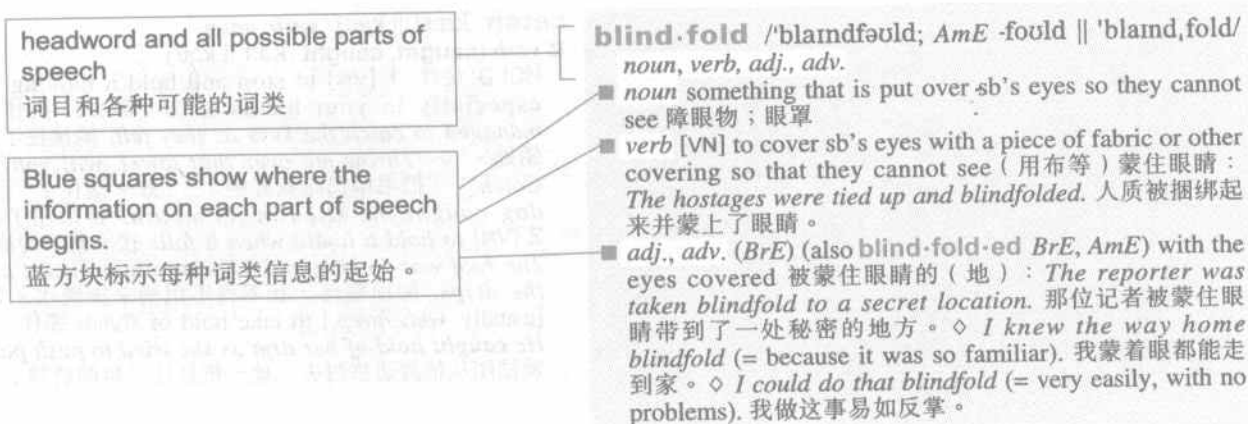 headword and all possible parts of
speech
词目和各种可能的词类
Blue squares show where the
information on each part of speech
begins.
蓝方块标示每种词类信息的起始。
blind·fold /ˈblaɪndfəʊld; AmE -foʊld ‖ ˈblaɪndˌfold/
noun, verb, adj., adv.
■ noun something that is put over sb's eyes so they cannot
see 障眼物；眼罩
■ verb [VN] to cover sb's eyes with a piece of fabric or other
covering so that they cannot see（用布等）蒙住眼睛：
The hostages were tied up and blindfolded. 人质被捆绑起
来并蒙上了眼睛。
■ adj., adv. (BrE) (also blind·fold·ed BrE, AmE) with the
eyes covered 被蒙住眼睛的（地）：The reporter was
taken blindfold to a secret location. 那位记者被蒙住眼
睛带到了一处秘密的地方。◇ I knew the way home
blindfold (= because it was so familiar). 我蒙着眼都能走
到家。◇ I could do that blindfold (= very easily, with no
problems). 我做这事易如反掌。